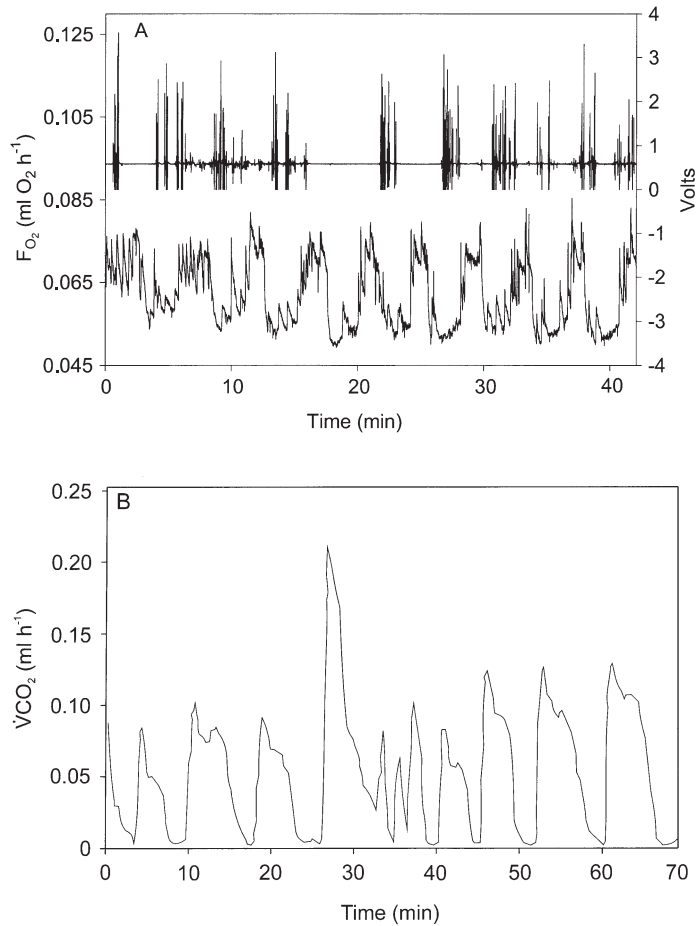 A
F_O₂ (ml O₂ h⁻¹)
0.125
0.105
0.085
0.065
0.045
4
3
2
1
0
-1
-2
-3
-4
Volts
0 10 20 30 40
Time (min)
B
V̇CO₂ (ml h⁻¹)
0.25
0.20
0.15
0.10
0.05
0
0 10 20 30 40 50 60 70
Time (min)